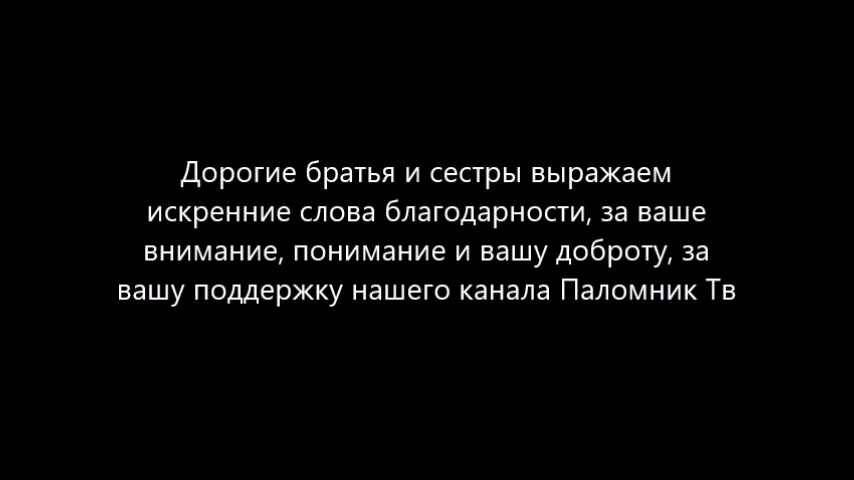 Дорогие братья и сестры выражаем
искренние слова благодарности, за ваше
внимание, понимание и вашу доброту, за
вашу поддержку нашего канала Паломник Тв